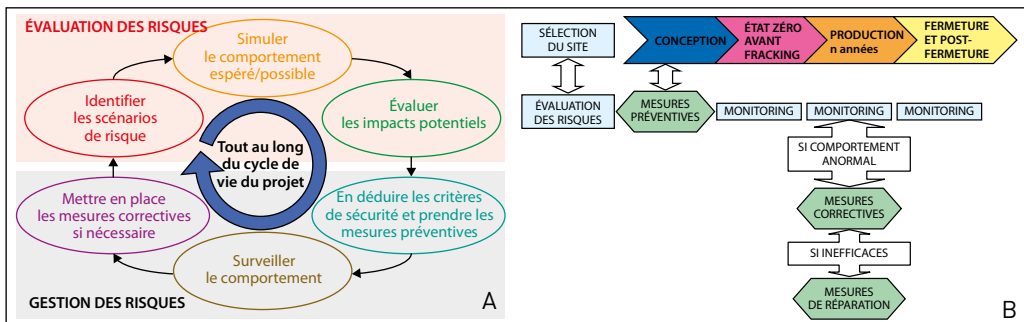 ÉVALUATION DES RISQUES
Simuler
le comportement
espéré/possible
Identifier
les scénarios
de risque
Évaluer
les impacts potentiels
Tout au long
du cycle de
vie du projet
Mettre en place
les mesures correctives
si nécessaire
En déduire les critères
de sécurité et prendre les
mesures préventives
Surveiller
le comportement
GESTION DES RISQUES
A
SÉLECTION
DU SITE
CONCEPTION
ÉTAT ZÉRO
AVANT
FRACKING
PRODUCTION
n années
FERMETURE
ET POST-
FERMETURE
ÉVALUATION
DES RISQUES
MESURES
PRÉVENTIVES
MONITORING
MONITORING
MONITORING
SI COMPORTEMENT
ANORMAL
MESURES
CORRECTIVES
SI INEFFICACES
MESURES
DE RÉPARATION
B